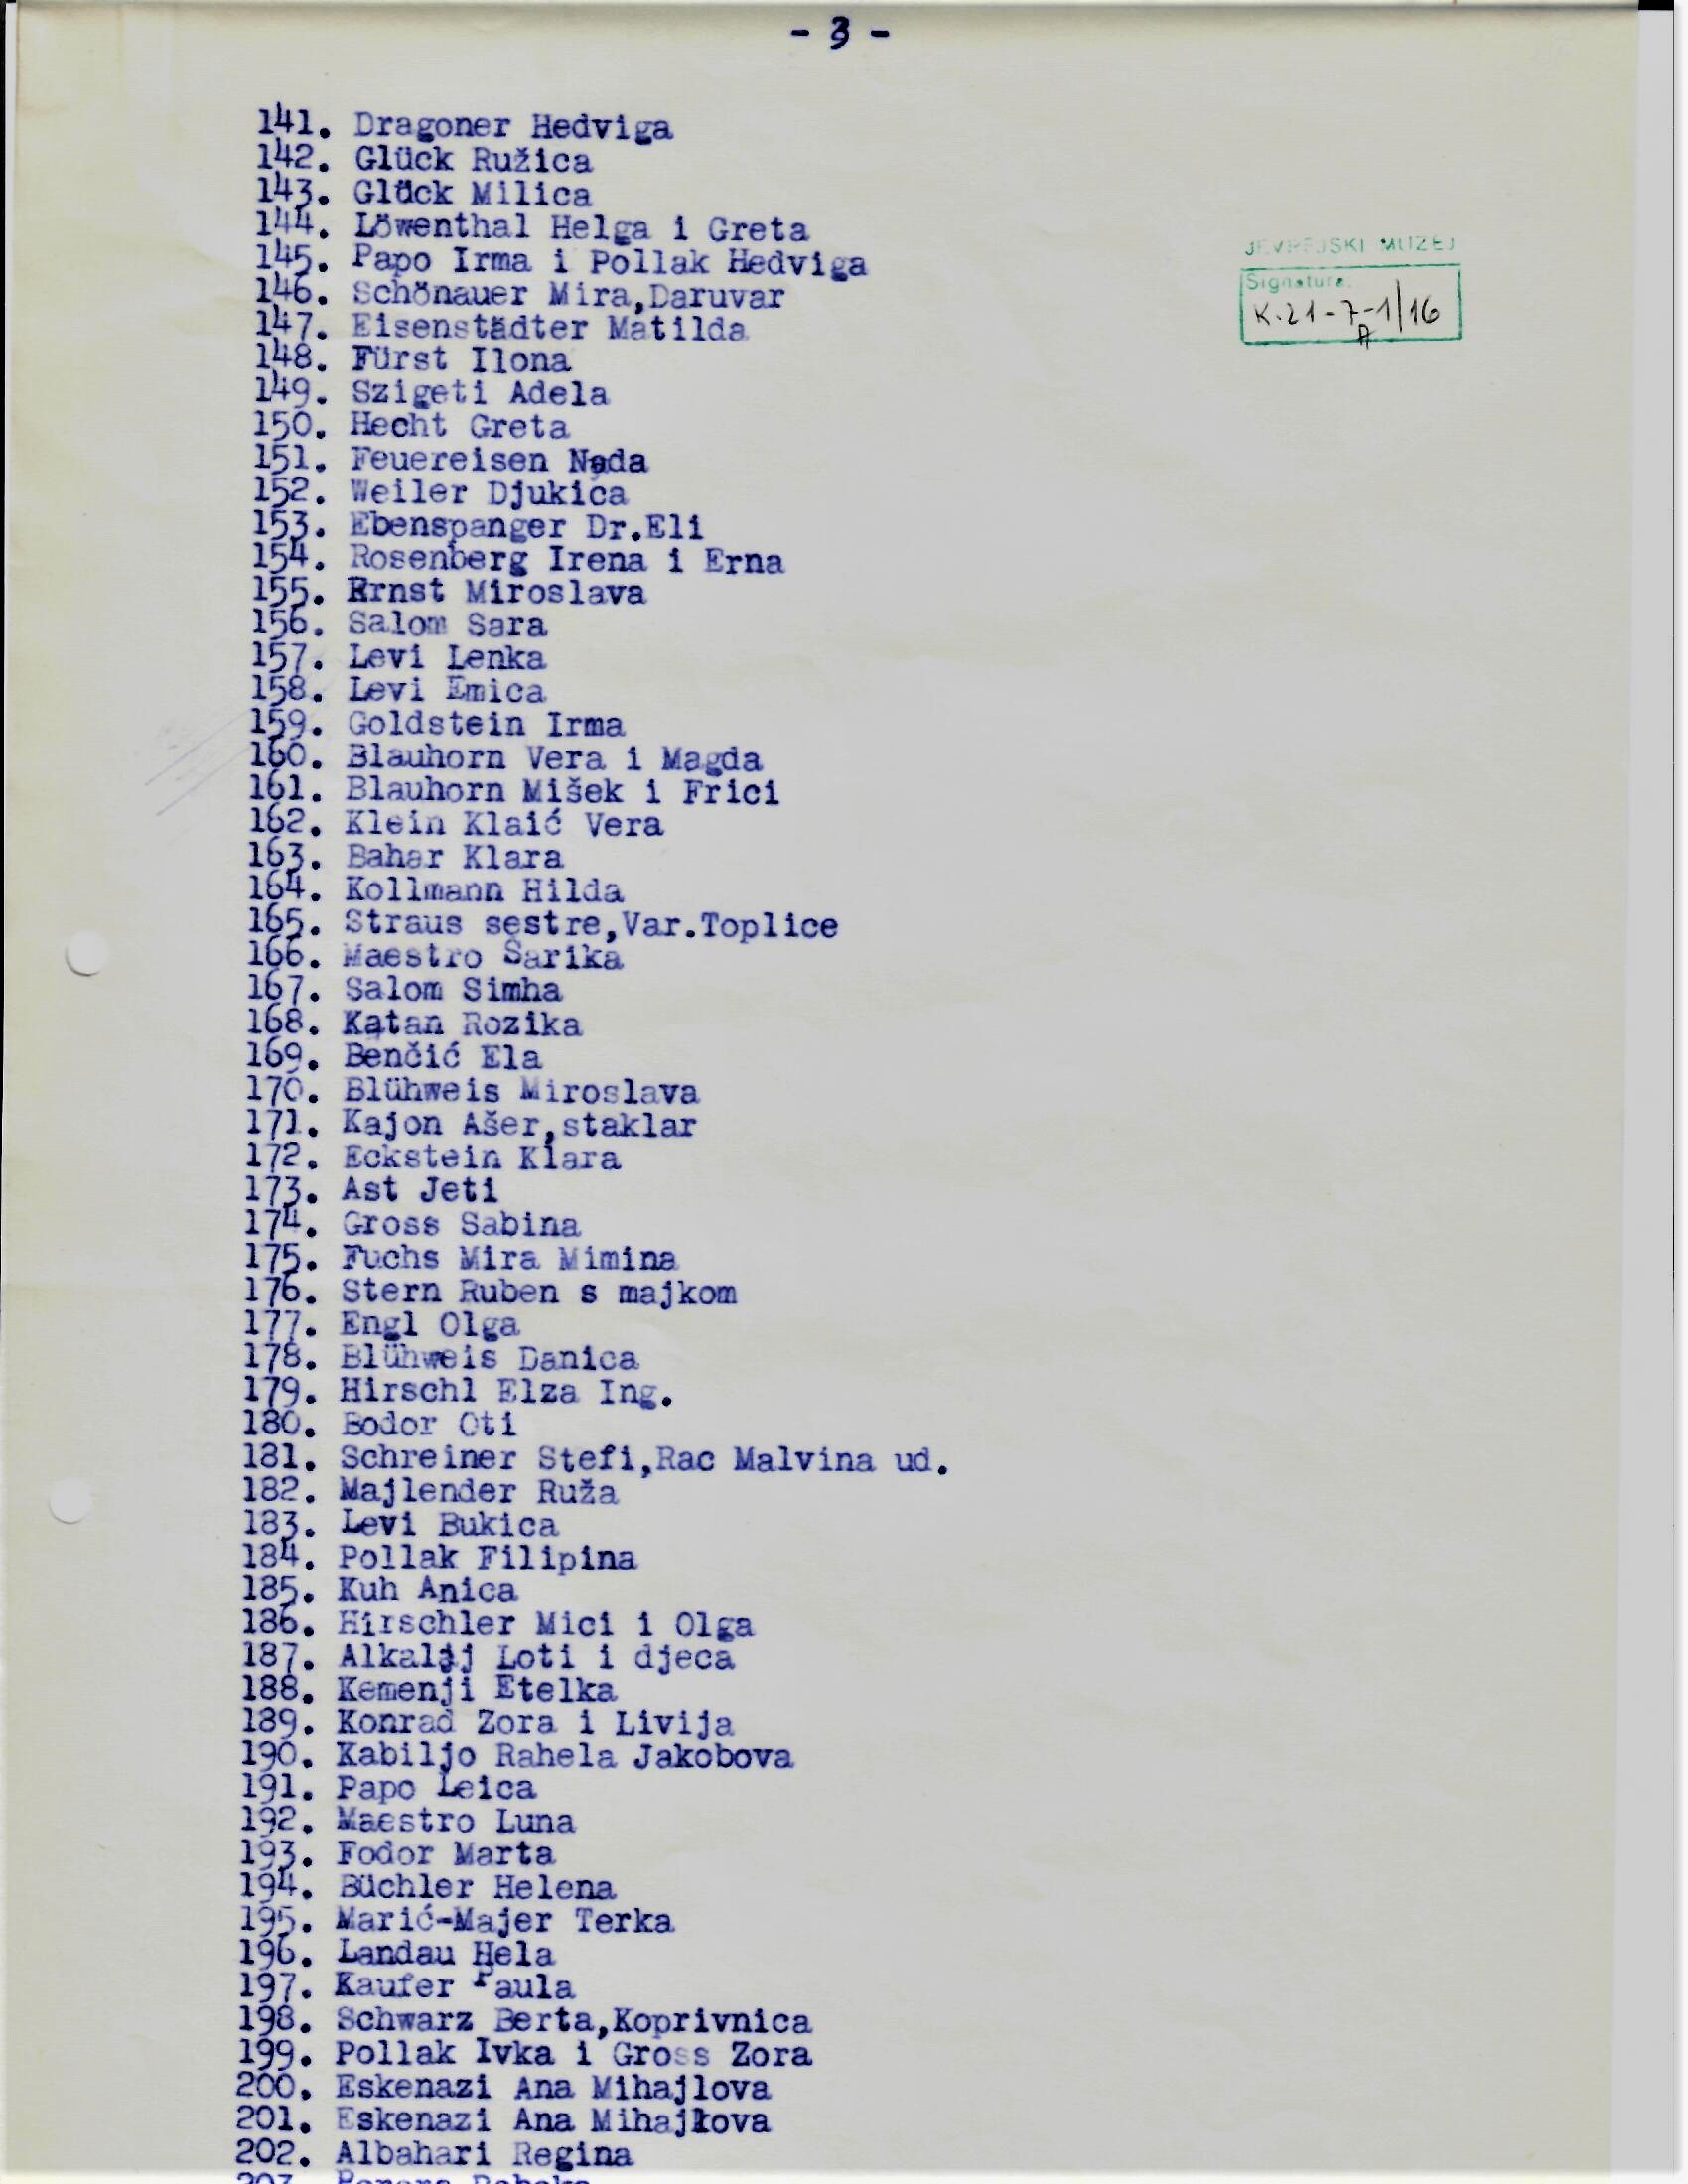 - 3 -
141. Dragoner Hedviga
142. Glück Ružica
143. Glück Milica
144. Löwenthal Helga i Greta
145. Papo Irma i Pollak Hedviga
146. Schönauer Mira,Daruvar
147. Eisenstädter Matilda
148. Fürst Ilona
149. Szigeti Adela
150. Hecht Greta
151. Feuereisen Nada
152. Weiler Djukica
153. Ebenspanger Dr.Eli
154. Rosenberg Irena i Erna
155. Ernst Miroslava
156. Salom Sara
157. Levi Lenka
158. Levi Emica
159. Goldstein Irma
160. Blauhorn Vera i Magda
161. Blauhorn Mišek i Frici
162. Klein Klaić Vera
163. Bahar Klara
164. Kollmann Hilda
165. Straus sestre,Var.Toplice
166. Maestro Sarika
167. Salom Simha
168. Katan Rozika
169. Benčić Ela
170. Blühweis Miroslava
171. Kajon Ašer,staklar
172. Eckstein Klara
173. Ast Jeti
174. Gross Sabina
175. Fuchs Mira Mimina
176. Stern Ruben s majkom
177. Engl Olga
178. Blühweis Danica
179. Hirschl Elza Ing.
180. Bodor Oti
181. Schreiner Stefi,Rac Malvina ud.
182. Majlender Ruža
183. Levi Bukica
184. Pollak Filipina
185. Kuh Anica
186. Hirschler Mici i Olga
187. Alkalaj Loti i djeca
188. Kemenji Etelka
189. Konrad Zora i Livija
190. Kabiljo Rahela Jakobova
191. Papo Leica
192. Maestro Luna
193. Fodor Marta
194. Büchler Helena
195. Marić-Majer Terka
196. Landau Hela
197. Kaufer Paula
198. Schwarz Berta,Koprivnica
199. Pollak Ivka i Gross Zora
200. Eskenazi Ana Mihajlova
201. Eskenazi Ana Mihajlova
202. Albahari Regina
JEVREJSKI MUZEJ
Signatura:
K.21-7-1/16
A